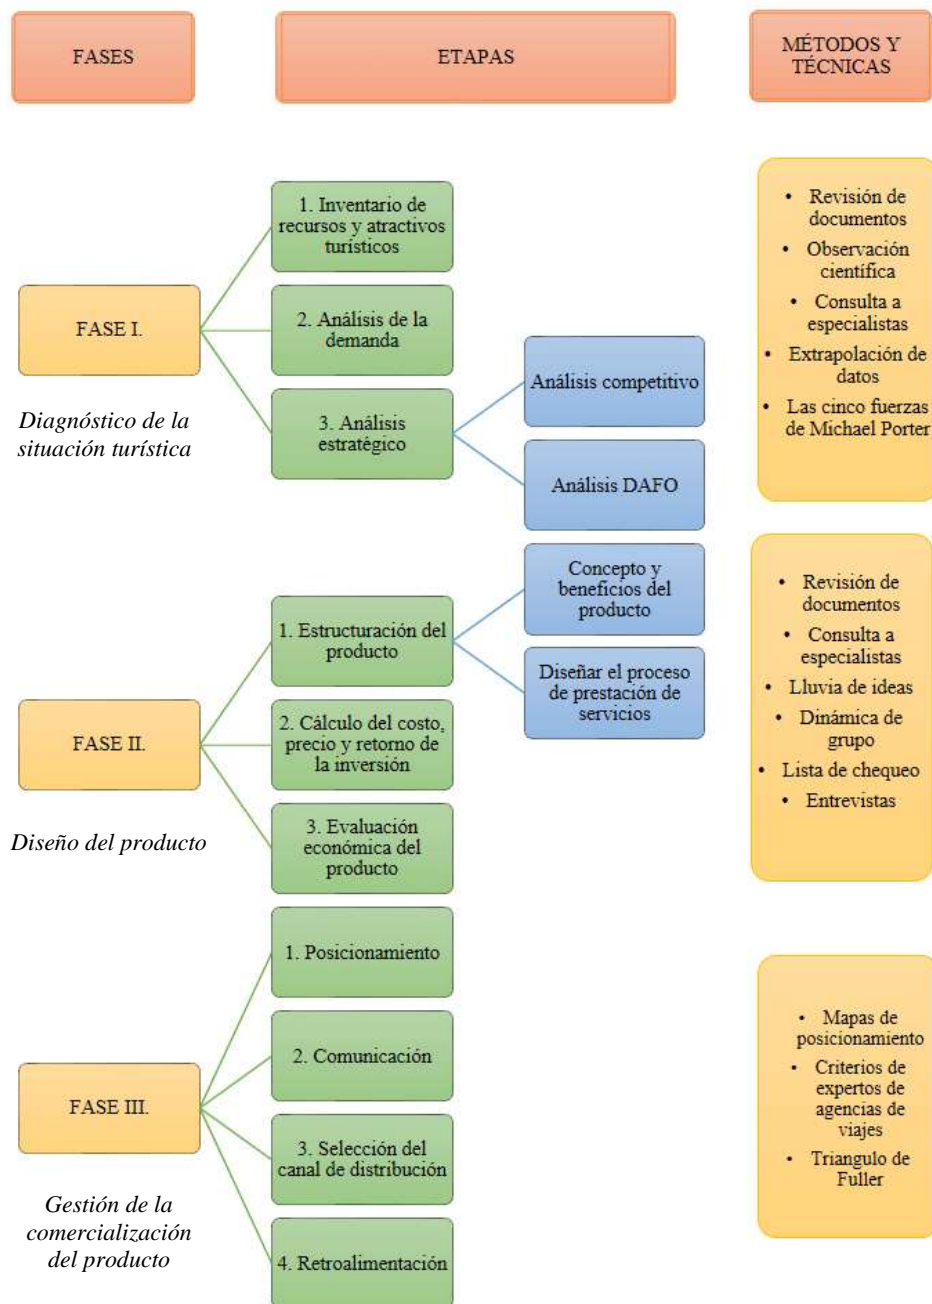 FASES
ETAPAS
MÉTODOS Y
TÉCNICAS
FASE I.
Diagnóstico de la
situación turística
1. Inventario de
recursos y atractivos
turísticos
2. Análisis de la
demanda
3. Análisis
estratégico
Análisis competitivo
Análisis DAFO
• Revisión de
documentos
• Observación
científica
• Consulta a
especialistas
• Extrapolación de
datos
• Las cinco fuerzas
de Michael Porter
FASE II.
Diseño del producto
1. Estructuración del
producto
2. Cálculo del costo,
precio y retorno de
la inversión
3. Evaluación
económica del
producto
Concepto y
beneficios del
producto
Diseñar el proceso
de prestación de
servicios
• Revisión de
documentos
• Consulta a
especialistas
• Lluvia de ideas
• Dinámica de
grupo
• Lista de chequeo
• Entrevistas
FASE III.
Gestión de la
comercialización
del producto
1. Posicionamiento
2. Comunicación
3. Selección del
canal de distribución
4. Retroalimentación
• Mapas de
posicionamiento
• Criterios de
expertos de
agencias de
viajes
• Triangulo de
Fuller